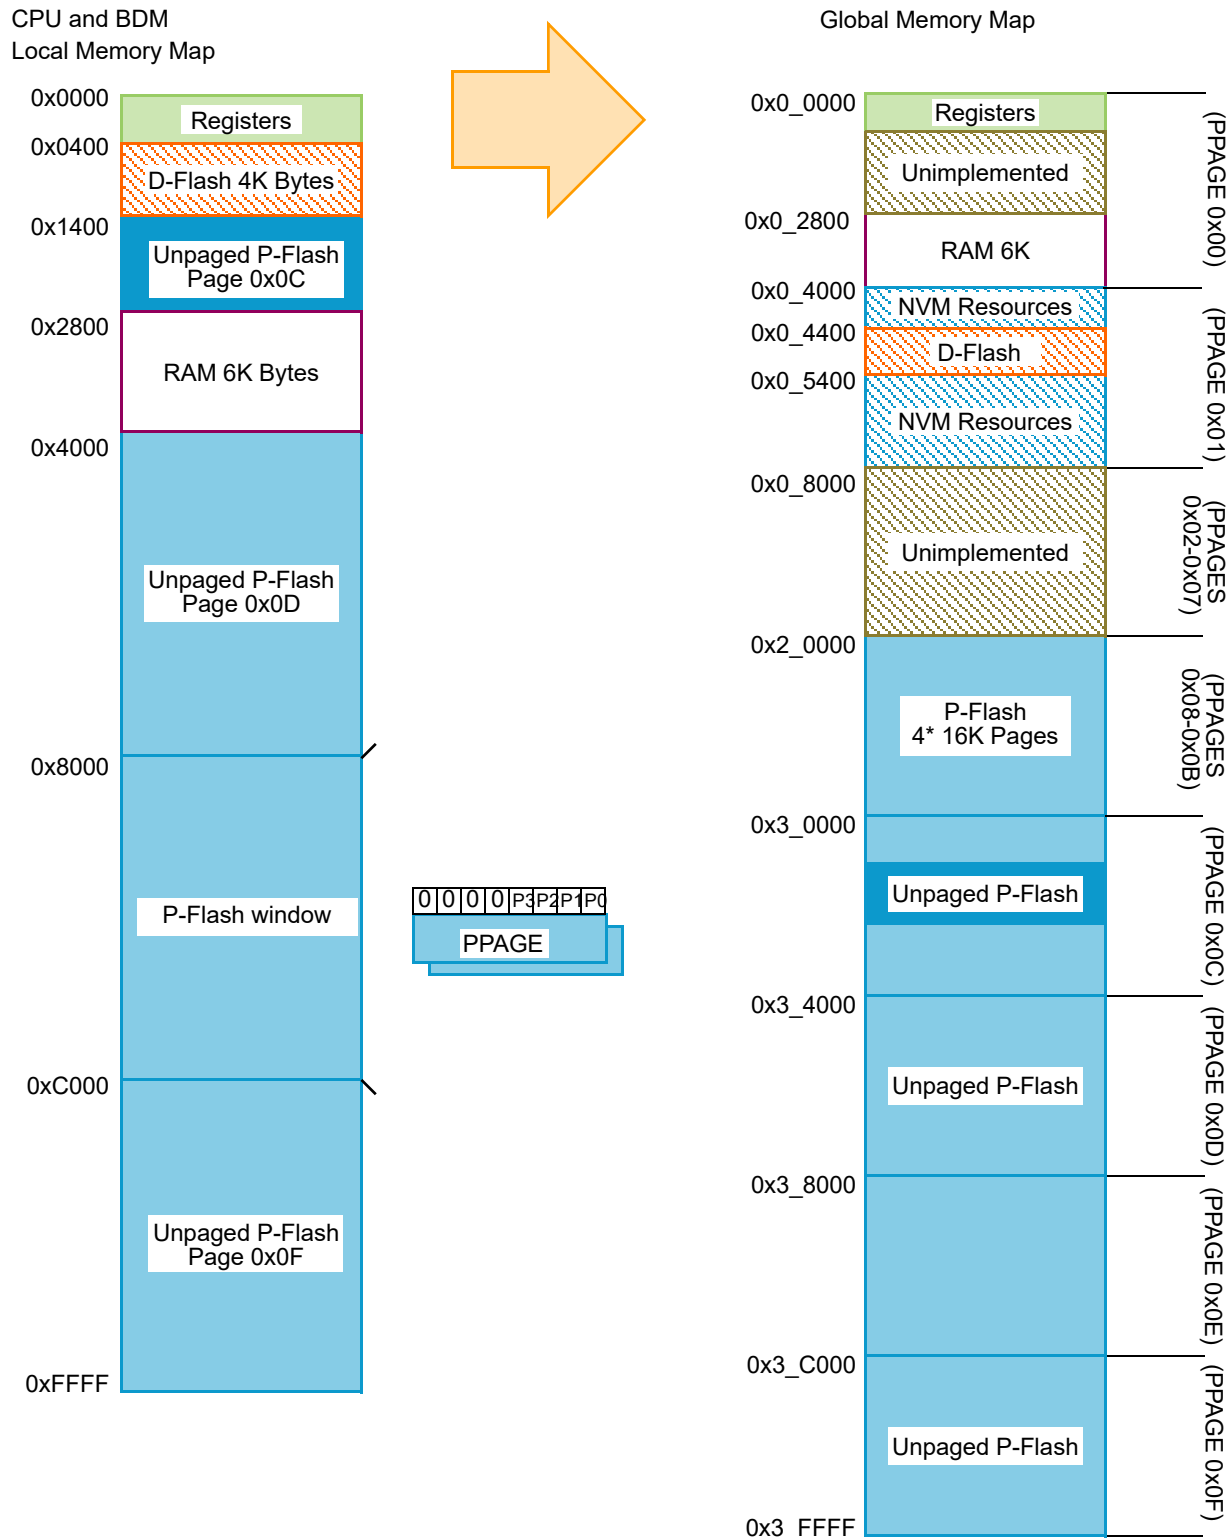 CPU and BDM
Local Memory Map
0x0000
Registers
0x0400
D-Flash 4K Bytes
0x1400
Unpaged P-Flash
Page 0x0C
0x2800
RAM 6K Bytes
0x4000
Unpaged P-Flash
Page 0x0D
0x8000
P-Flash window
0xC000
Unpaged P-Flash
Page 0x0F
0xFFFF
0 0 0 0 P3 P2 P1 P0
PPAGE
Global Memory Map
0x0_0000
Registers
Unimplemented
(PPAGE 0x00)
0x0_2800
RAM 6K
0x0_4000
NVM Resources
0x0_4400
D-Flash
(PPAGE 0x01)
0x0_5400
NVM Resources
0x0_8000
Unimplemented
(PPAGES
0x02-0x07)
0x2_0000
P-Flash
4* 16K Pages
(PPAGES
0x08-0x0B)
0x3_0000
Unpaged P-Flash
(PPAGE 0x0C)
0x3_4000
Unpaged P-Flash
(PPAGE 0x0D)
0x3_8000
(PPAGE 0x0E)
0x3_C000
Unpaged P-Flash
(PPAGE 0x0F)
0x3_FFFF